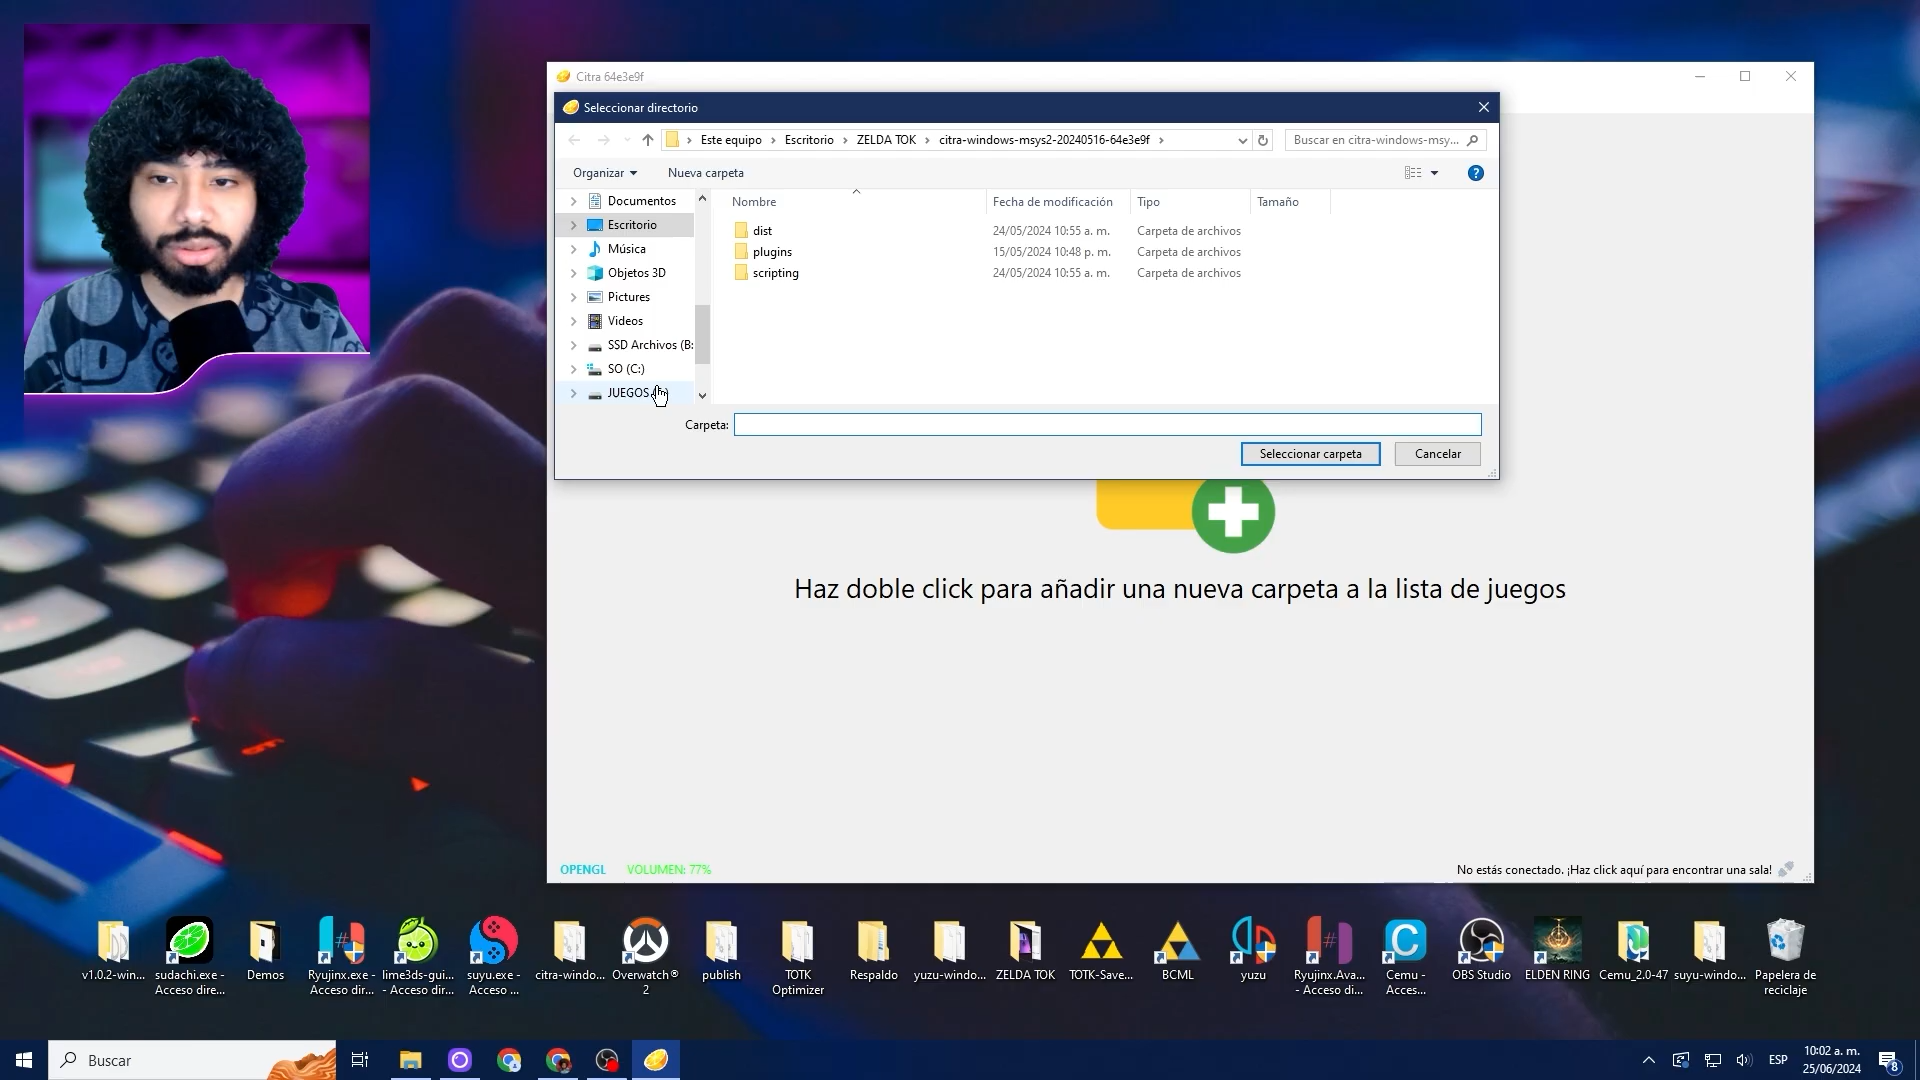 Citra 64e3e9f
Seleccionar directorio
Este equipo
Escritorio
ZELDA TOK
citra-windows-msys2-20240516-64e3e9f
Buscar en citra-windows-msy...
Organizar
Nueva carpeta
Documentos
Escritorio
Música
Objetos 3D
Pictures
Videos
SSD Archivos (B:
SO (C:)
JUEGOS
Nombre
Fecha de modificación
Tipo
Tamaño
dist
24/05/2024 10:55 a. m.
Carpeta de archivos
plugins
15/05/2024 10:48 p. m.
Carpeta de archivos
scripting
24/05/2024 10:55 a. m.
Carpeta de archivos
Carpeta:
Seleccionar carpeta
Cancelar
Haz doble click para añadir una nueva carpeta a la lista de juegos
OPENGL
VOLUMEN: 77%
No estás conectado. ¡Haz click aquí para encontrar una sala!
v1.0.2-win...
sudachi.exe -
Acceso dire...
Demos
Ryujinx.exe -
Acceso dir...
lime3ds-gui...
- Acceso dir...
suyu.exe -
Acceso ...
citra-windo...
Overwatch®
2
publish
TOTK
Optimizer
Respaldo
yuzu-windo...
ZELDA TOK
TOTK-Save...
BCML
yuzu
Ryujinx.Ava...
- Acceso di...
Cemu -
Acces...
OBS Studio
ELDEN RING
Cemu_2.0-47
suyu-windo...
Papelera de
reciclaje
Buscar
ESP
10:02 a. m.
25/06/2024
8